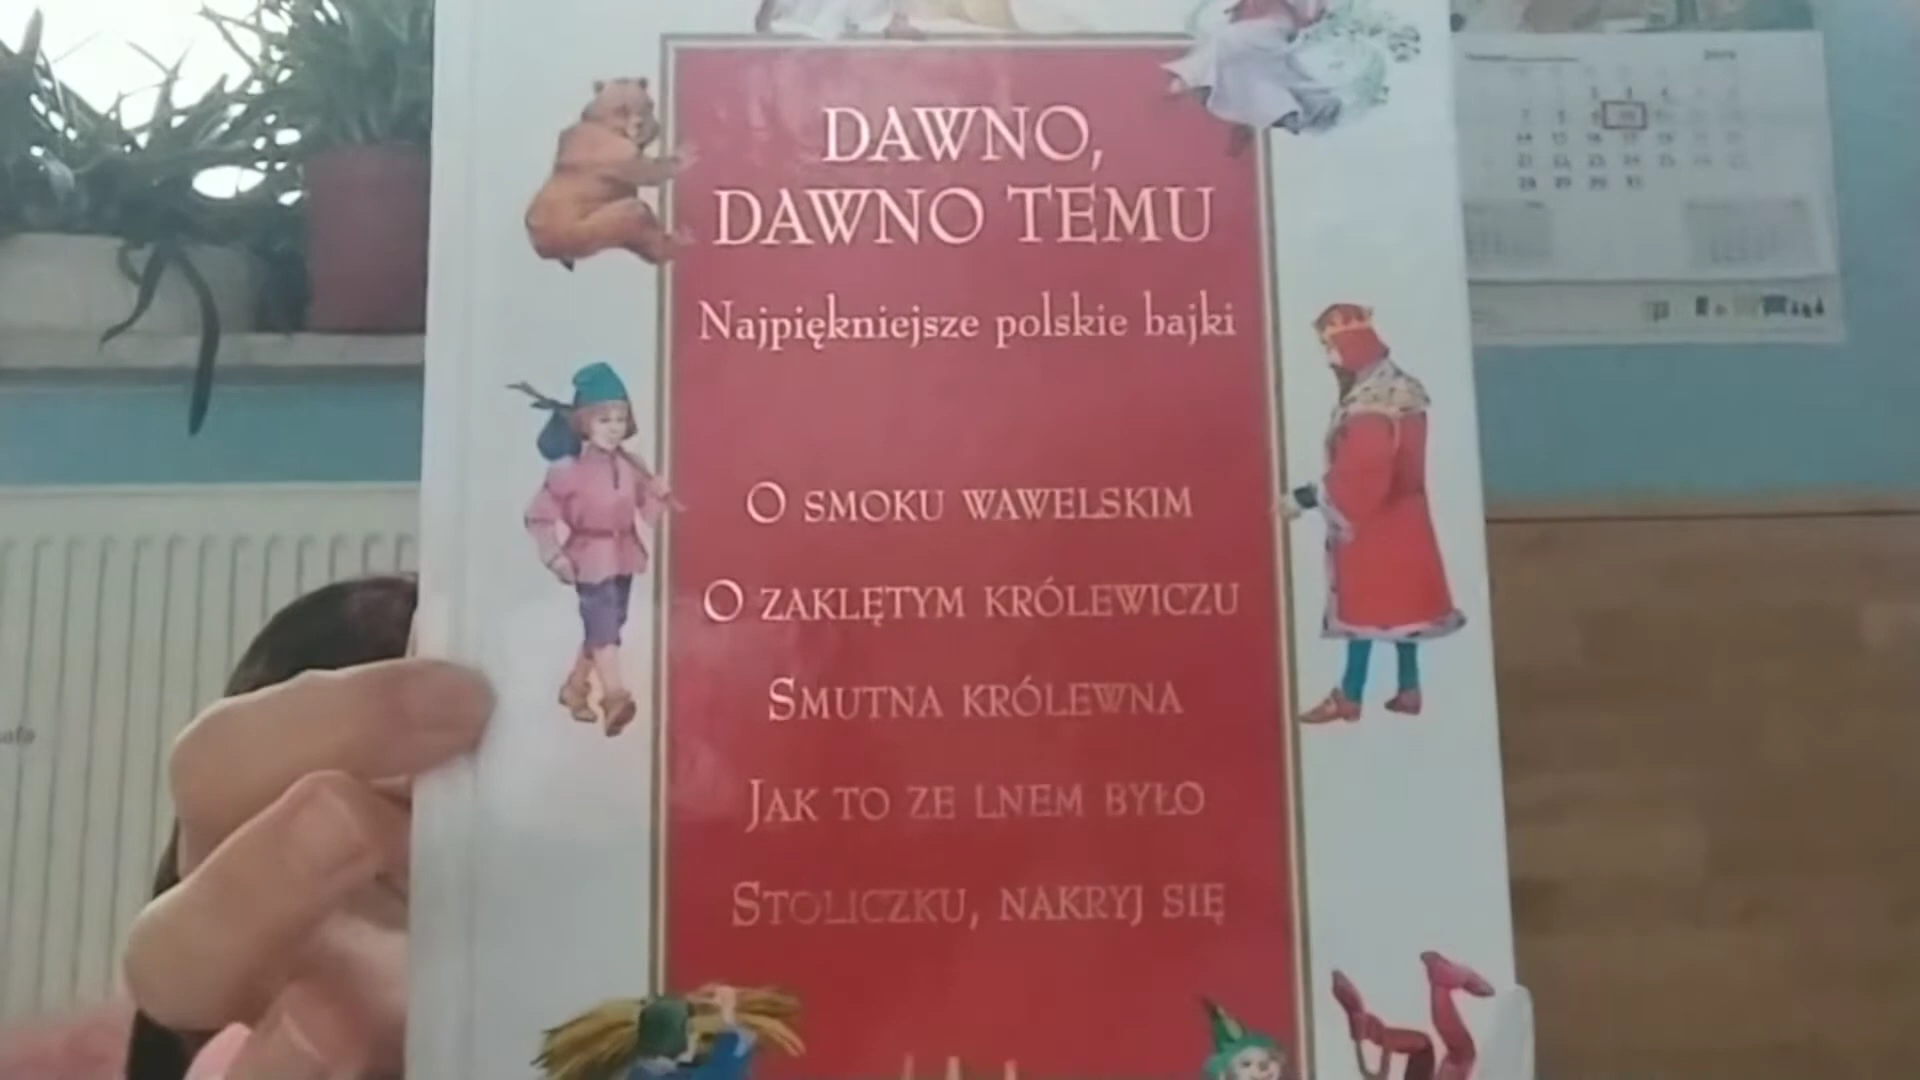 DAWNO,
DAWNO TEMU
Najpiękniejsze polskie bajki
O SMOKU WAWELSKIM
O ZAKLĘTYM KRÓLEWICZU
SMUTNA KRÓLEWNA
JAK TO ZE LNEM BYŁO
STOLICZKU, NAKRYJ SIĘ